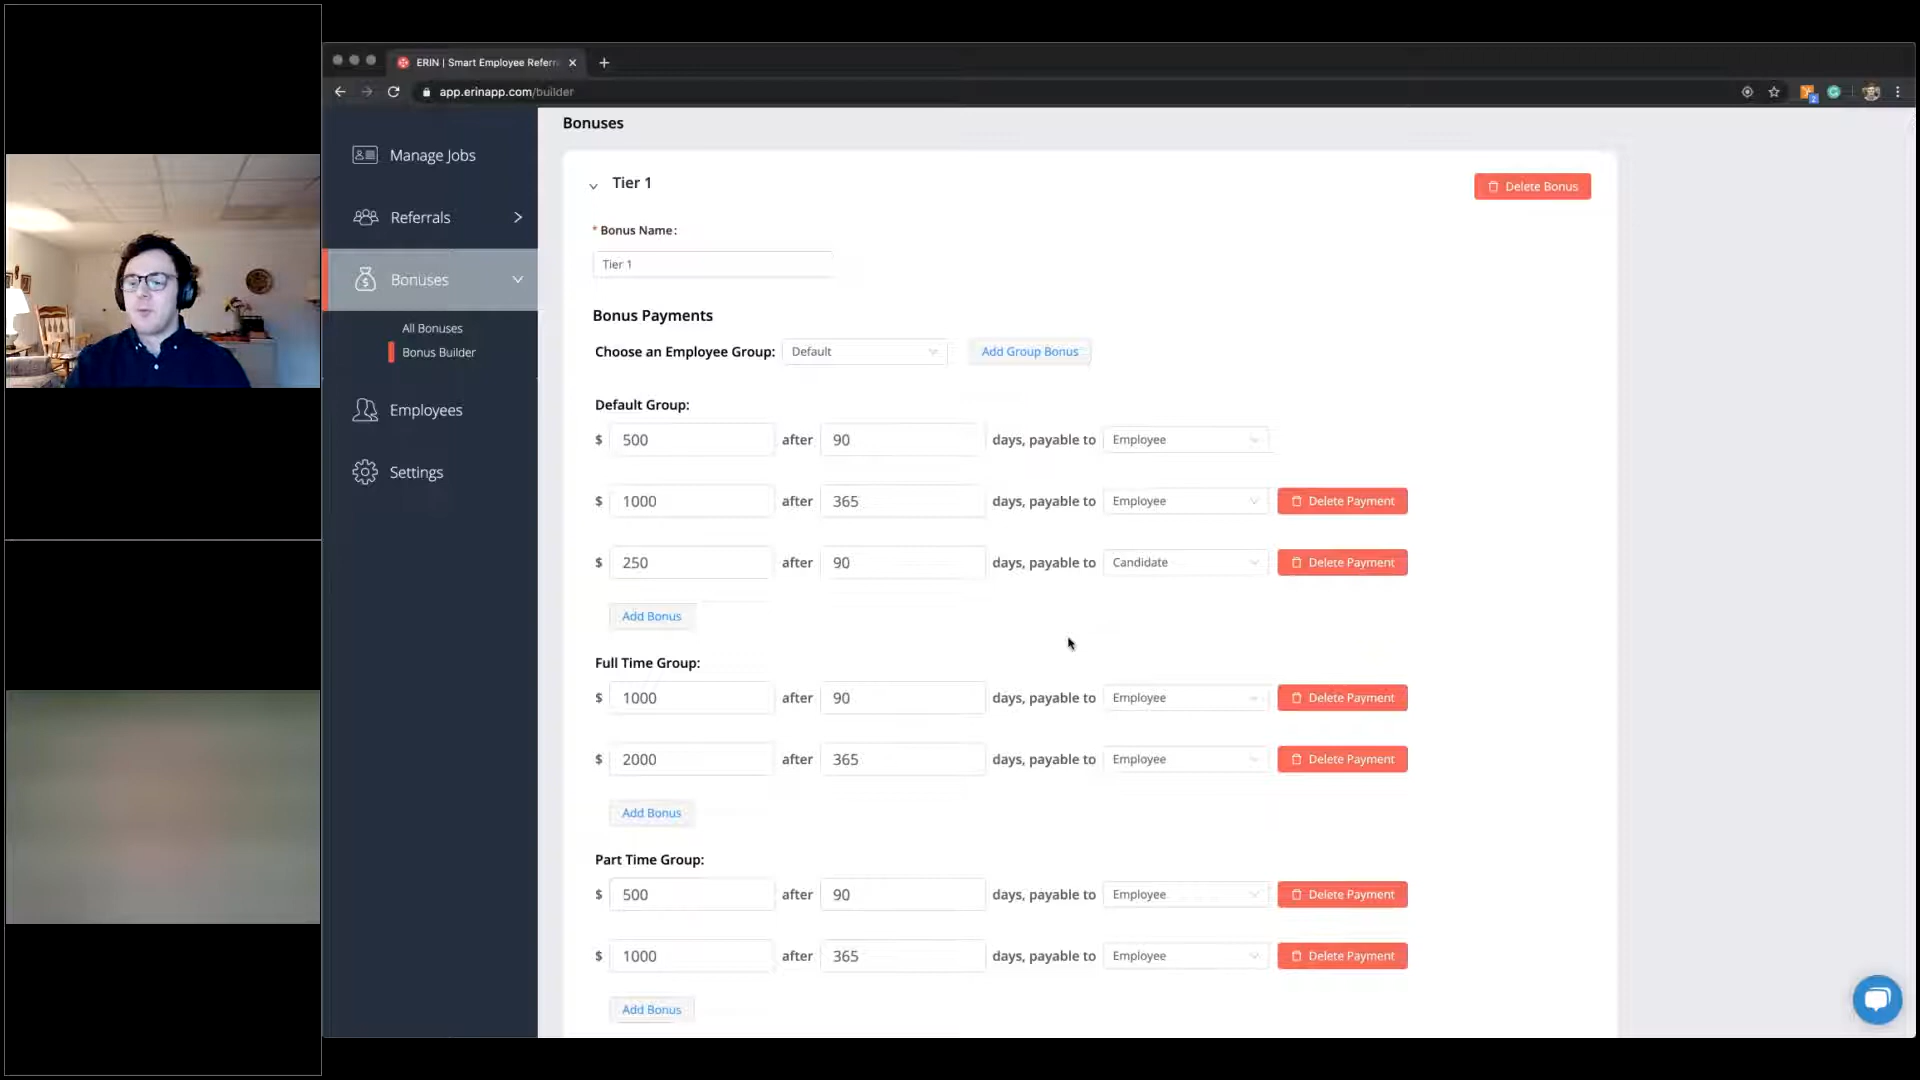 ERIN | Smart Employee Referr
app.erinapp.com/builder
Manage Jobs
Referrals
Bonuses
All Bonuses
Bonus Builder
Employees
Settings
Bonuses
Tier 1
Delete Bonus
* Bonus Name:
Tier 1
Bonus Payments
Choose an Employee Group: Default Add Group Bonus
Default Group:
$ 500 after 90 days, payable to Employee
$ 1000 after 365 days, payable to Employee Delete Payment
$ 250 after 90 days, payable to Candidate Delete Payment
Add Bonus
Full Time Group:
$ 1000 after 90 days, payable to Employee Delete Payment
$ 2000 after 365 days, payable to Employee Delete Payment
Add Bonus
Part Time Group:
$ 500 after 90 days, payable to Employee Delete Payment
$ 1000 after 365 days, payable to Employee Delete Payment
Add Bonus